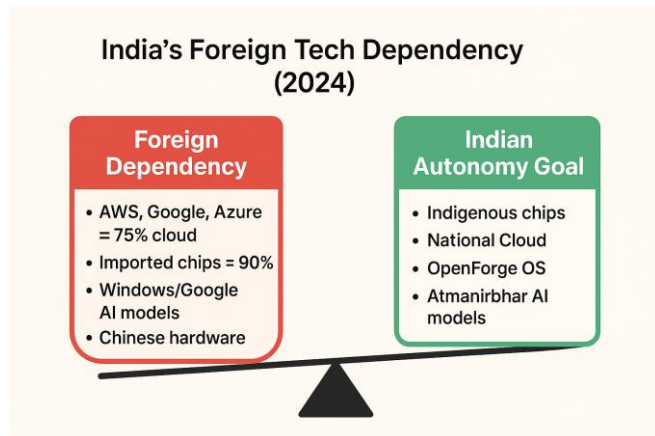 India's Foreign Tech Dependency
(2024)
Foreign
Dependency
• AWS, Google, Azure
= 75% cloud
• Imported chips = 90%
• Windows/Google
AI models
• Chinese hardware
Indian
Autonomy Goal
• Indigenous chips
• National Cloud
• OpenForge OS
• Atmanirbhar AI
models